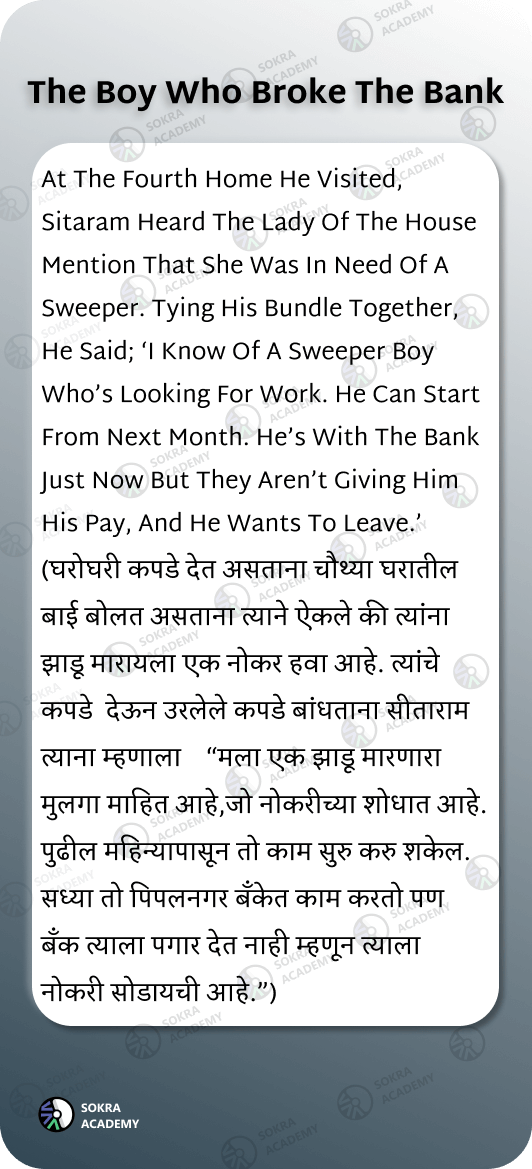 The Boy Who Broke The Bank
At The Fourth Home He Visited,
Sitaram Heard The Lady Of The House
Mention That She Was In Need Of A
Sweeper. Tying His Bundle Together,
He Said; ‘I Know Of A Sweeper Boy
Who’s Looking For Work. He Can Start
From Next Month. He’s With The Bank
Just Now But They Aren’t Giving Him
His Pay, And He Wants To Leave.’
(घरोघरी कपडे देत असताना चौथ्या घरातील
बाई बोलत असताना त्याने ऐकले की त्यांना
झाडू मारायला एक नोकर हवा आहे. त्यांचे
कपडे देऊन उरलेले कपडे बांधताना सीताराम
त्याना म्हणाला “मला एक झाडू मारणारा
मुलगा माहित आहे,जो नोकरीच्या शोधात आहे.
पुढील महिन्यापासून तो काम सुरु करु शकेल.
सध्या तो पिपलनगर बँकेत काम करतो पण
बँक त्याला पगार देत नाही म्हणून त्याला
नोकरी सोडायची आहे.”)
SOKRA
ACADEMY